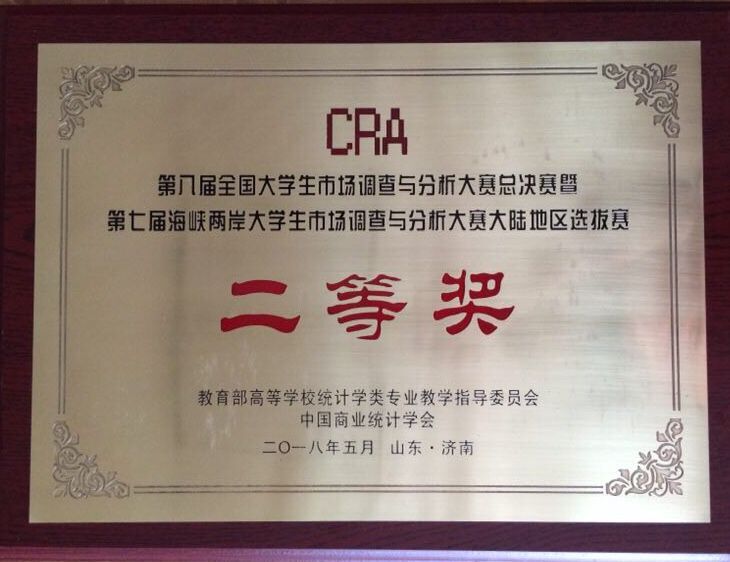 CRA
第八届全国大学生市场调查与分析大赛总决赛暨
第七届海峡两岸大学生市场调查与分析大赛大陆地区选拔赛
二等奖
教育部高等学校统计学类专业教学指导委员会
中国商业统计学会
二〇一八年五月 山东·济南